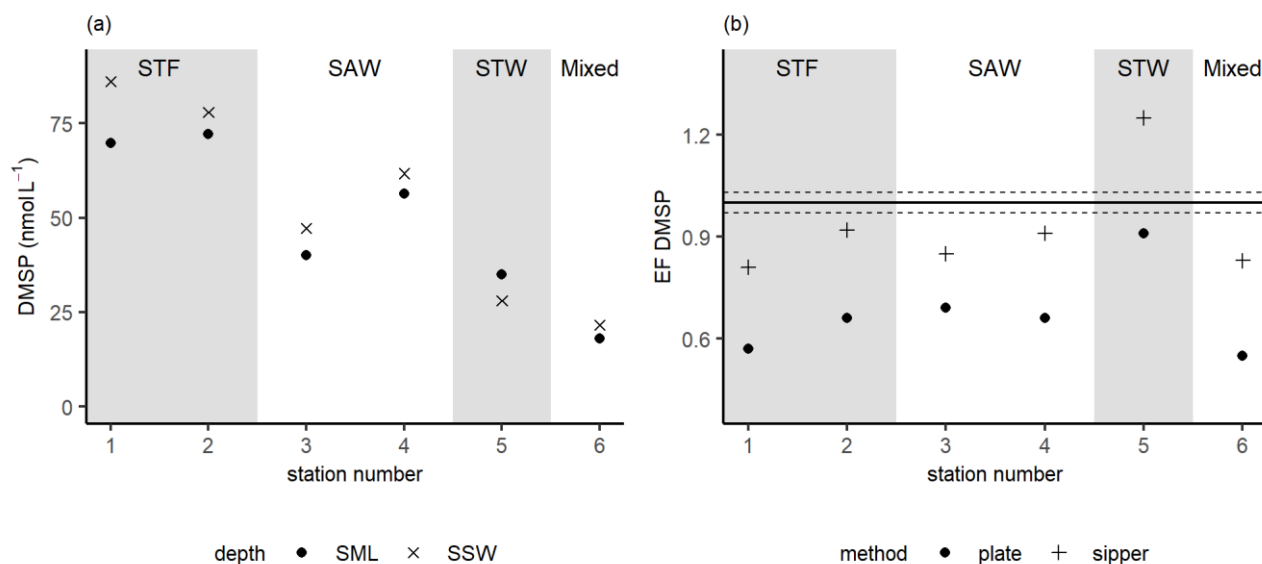 (a)
STF SAW STW Mixed
75
50
25
0
DMSP (nmol L⁻¹)
1 2 3 4 5 6
station number
depth ● SML × SSW
(b)
STF SAW STW Mixed
1.2
0.9
0.6
EF DMSP
1 2 3 4 5 6
station number
method ● plate + sipper